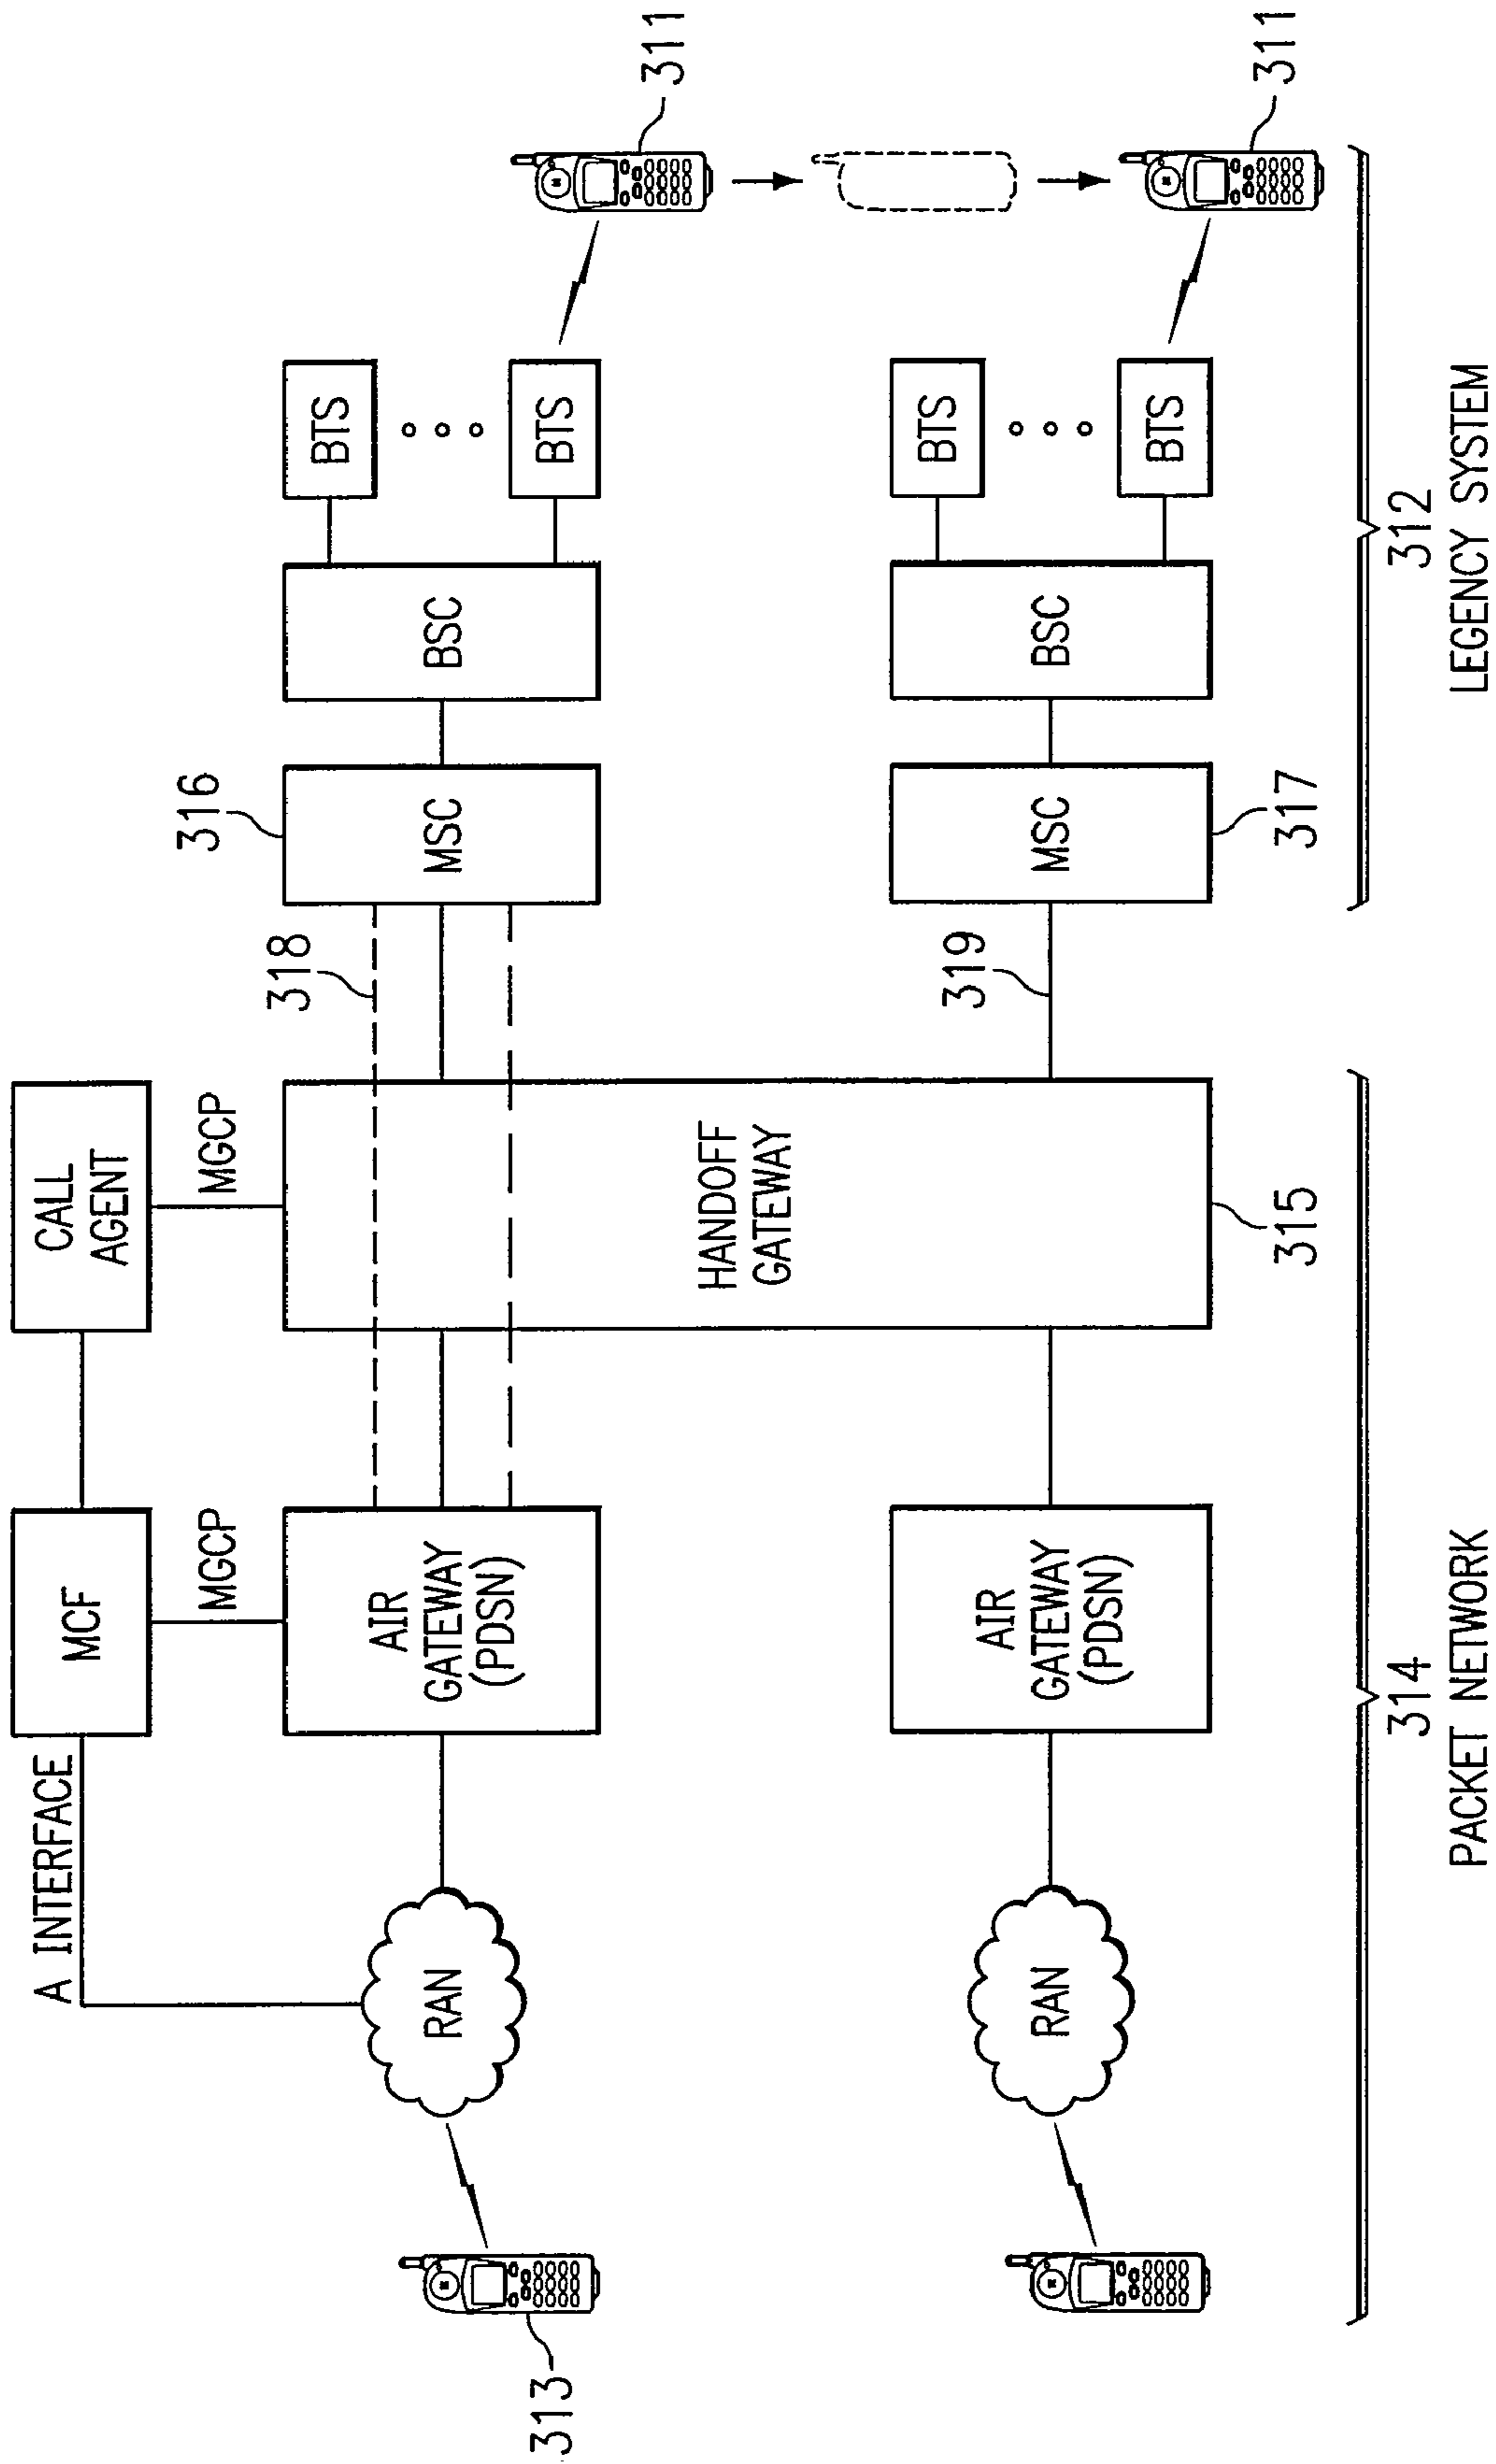 MCF
CALL
AGENT
A INTERFACE
MGCP
MGCP
316
318
313
RAN
AIR
GATEWAY
(PDSN)
MSC
BSC
BTS
BTS
311
HANDOFF
GATEWAY
319
RAN
AIR
GATEWAY
(PDSN)
MSC
BSC
BTS
BTS
311
315
317
314
PACKET NETWORK
312
LEGENCY SYSTEM